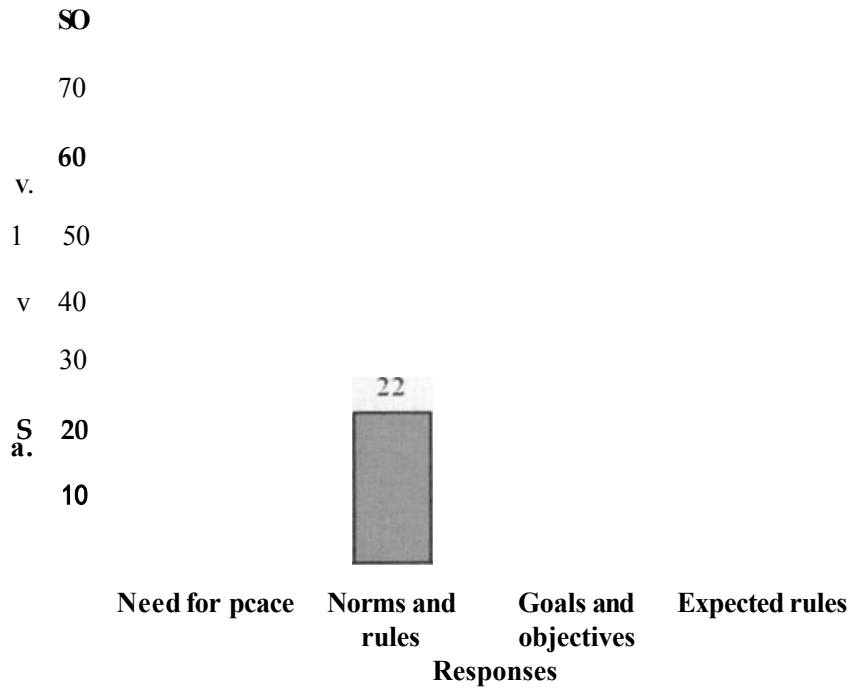 SO
70
60
v.
1 50
v 40
30
22
S 20
a.
10
Need for pcace Norms and rules Goals and objectives Expected rules
Responses